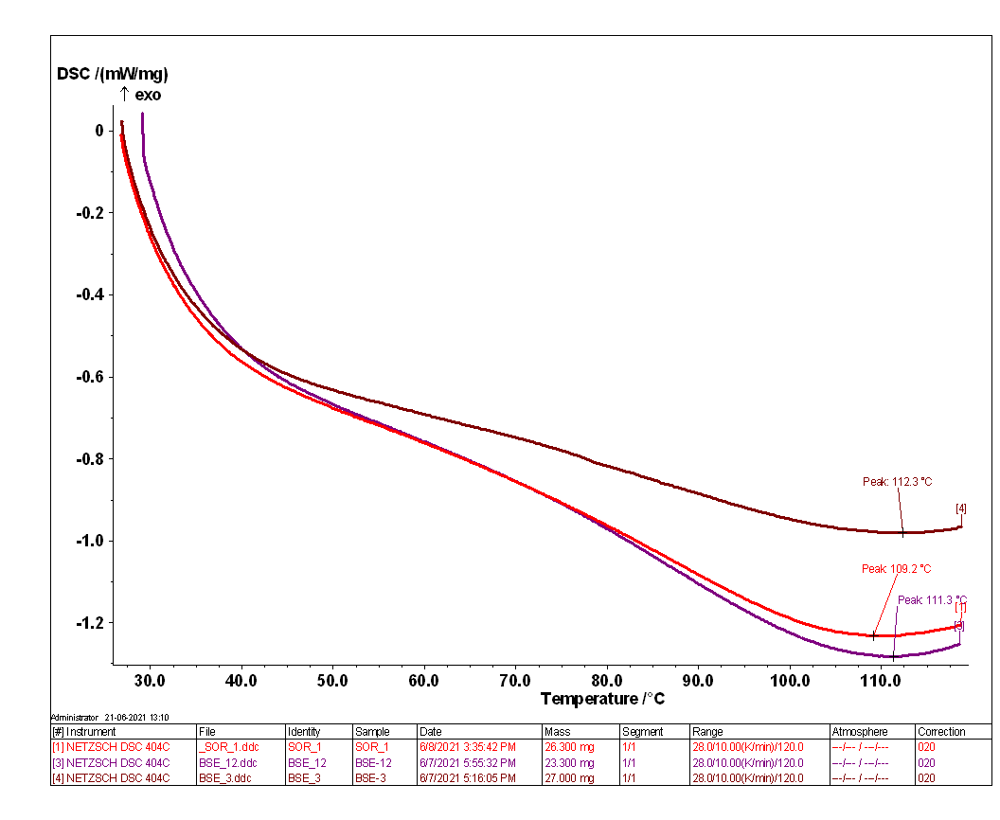 DSC /(mW/mg)
↑ exo
0
-0.2
-0.4
-0.6
-0.8
-1.0
-1.2
Peak: 112.3 °C
[4]
Peak: 109.2 °C
Peak: 111.3 °C
[1]
[3]
30.0 40.0 50.0 60.0 70.0 80.0 90.0 100.0 110.0
Temperature /°C
Administrator 21-06-2021 13:10
[#] Instrument File Identity Sample Date Mass Segment Range Atmosphere Correction
[1] NETZSCH DSC 404C _SOR_1.ddc SOR_1 SOR_1 6/8/2021 3:35:42 PM 26.300 mg 1/1 28.0/10.00(K/min)/120.0 ---/--- / ---/--- 020
[3] NETZSCH DSC 404C BSE_12.ddc BSE_12 BSE-12 6/7/2021 5:55:32 PM 23.300 mg 1/1 28.0/10.00(K/min)/120.0 ---/--- / ---/--- 020
[4] NETZSCH DSC 404C BSE_3.ddc BSE_3 BSE-3 6/7/2021 5:16:05 PM 27.000 mg 1/1 28.0/10.00(K/min)/120.0 ---/--- / ---/--- 020